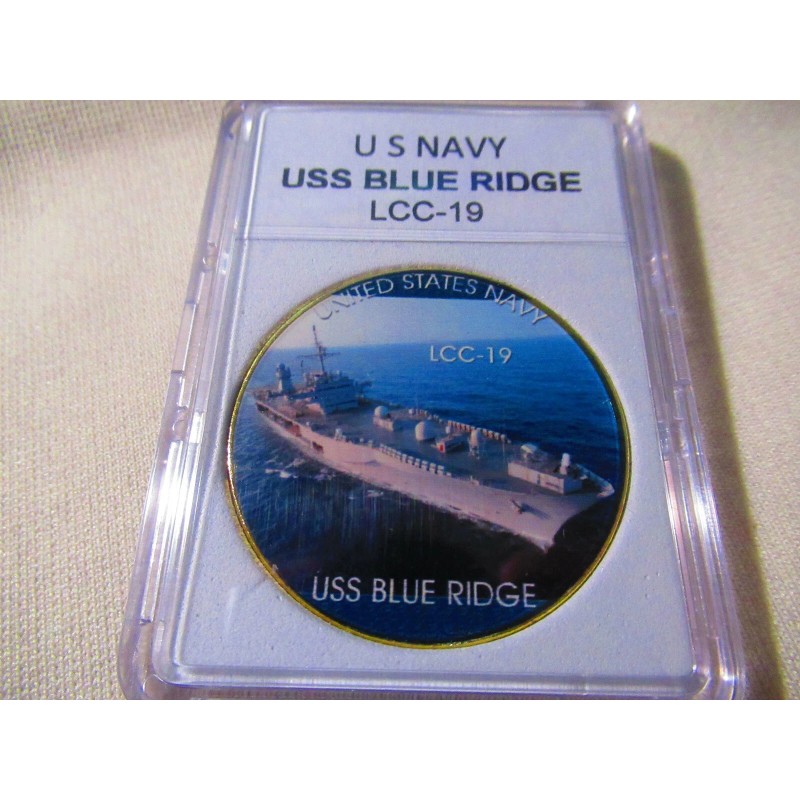 U S NAVY
USS BLUE RIDGE
LCC-19
UNITED STATES NAVY
LCC-19
USS BLUE RIDGE